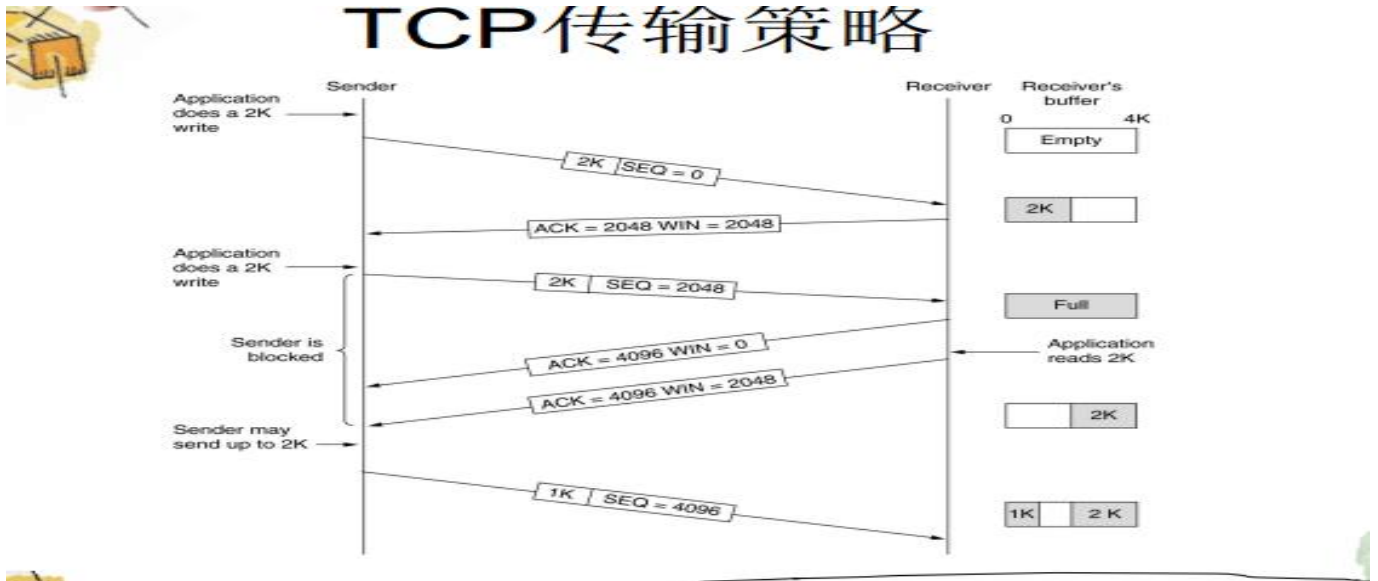 TCP传输策略
Sender
Receiver
Receiver's
buffer
Application
does a 2K
write
0 4K
Empty
2K SEQ = 0
2K
ACK = 2048 WIN = 2048
Application
does a 2K
write
2K SEQ = 2048
Full
Sender is
blocked
ACK = 4096 WIN = 0
Application
reads 2K
ACK = 4096 WIN = 2048
2K
Sender may
send up to 2K
1K SEQ = 4096
1K 2 K